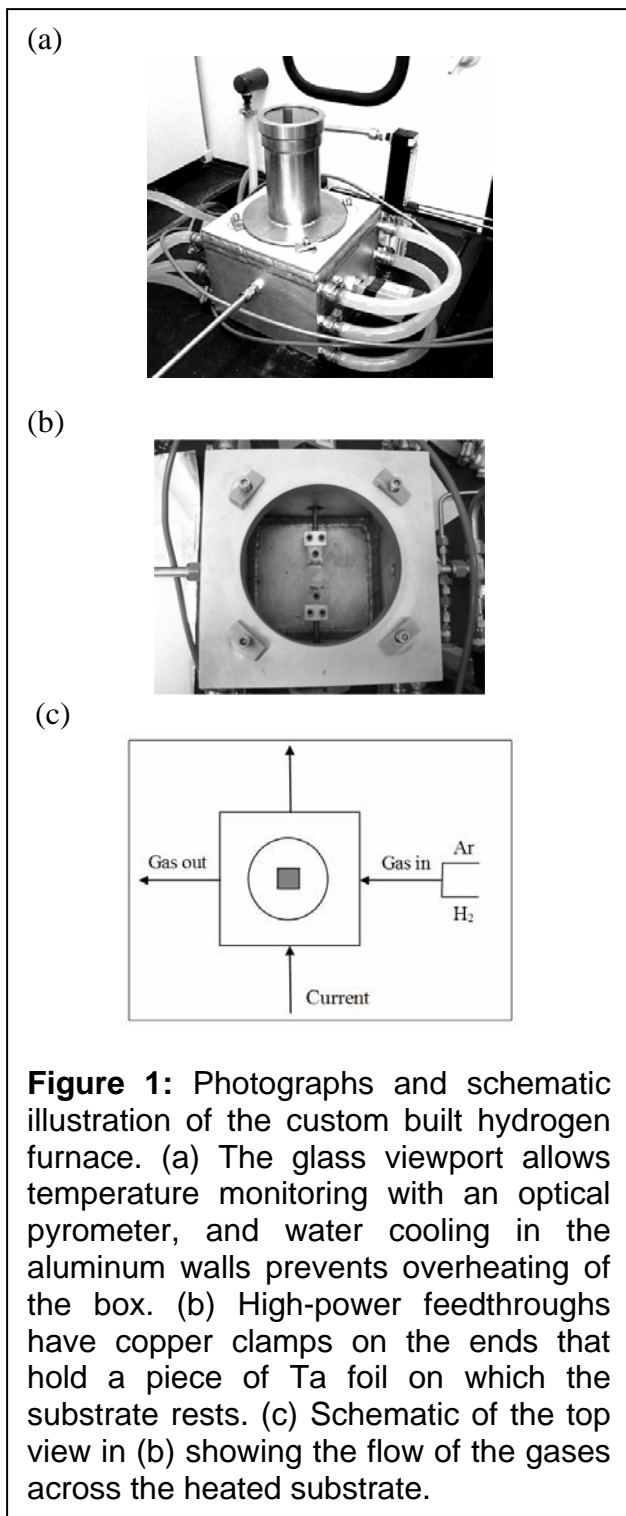 (a)
(b)
(c)
Gas out
Gas in
Ar
H₂
Current
Figure 1: Photographs and schematic
illustration of the custom built hydrogen
furnace. (a) The glass viewport allows
temperature monitoring with an optical
pyrometer, and water cooling in the
aluminum walls prevents overheating of
the box. (b) High-power feedthroughs
have copper clamps on the ends that
hold a piece of Ta foil on which the
substrate rests. (c) Schematic of the top
view in (b) showing the flow of the gases
across the heated substrate.